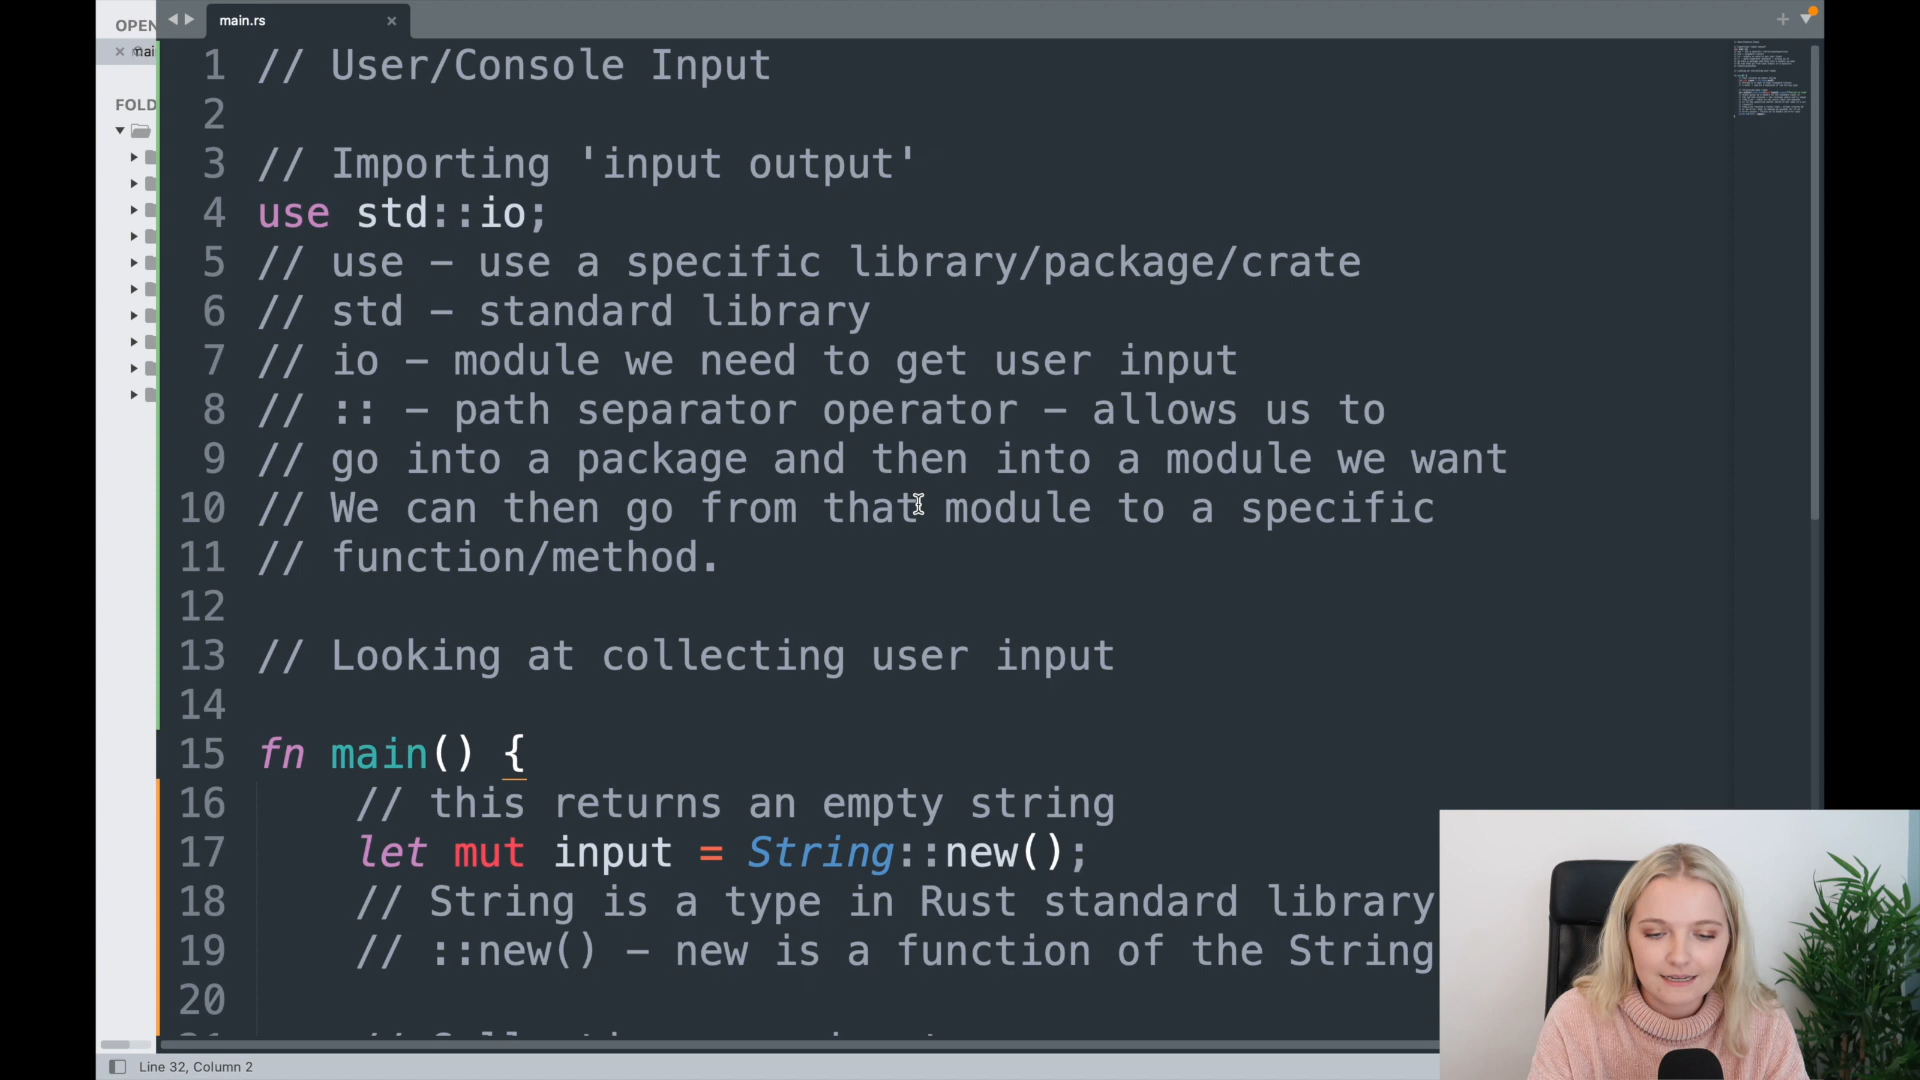 OPEN
main.rs
mai
FOLD
1 // User/Console Input
2
3 // Importing 'input output'
4 use std::io;
5 // use – use a specific library/package/crate
6 // std – standard library
7 // io – module we need to get user input
8 // :: – path separator operator – allows us to
9 // go into a package and then into a module we want
10 // We can then go from that module to a specific
11 // function/method.
12
13 // Looking at collecting user input
14
15 fn main() {
16 // this returns an empty string
17 let mut input = String::new();
18 // String is a type in Rust standard library
19 // ::new() – new is a function of the String
20
Line 32, Column 2